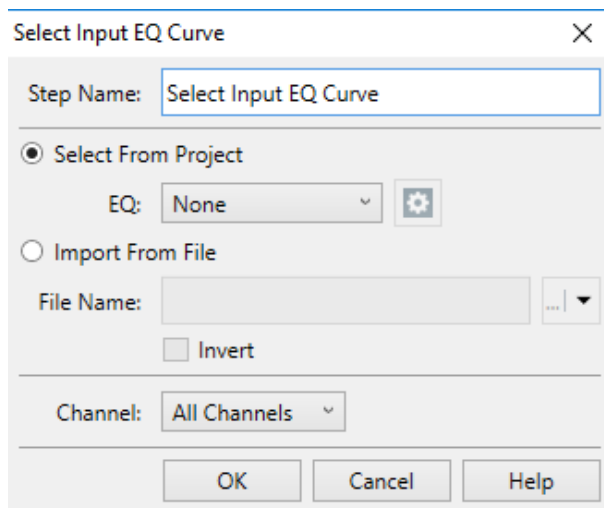 Select Input EQ Curve
Step Name: Select Input EQ Curve
Select From Project
EQ: None
Import From File
File Name: ...
Invert
Channel: All Channels
OK Cancel Help